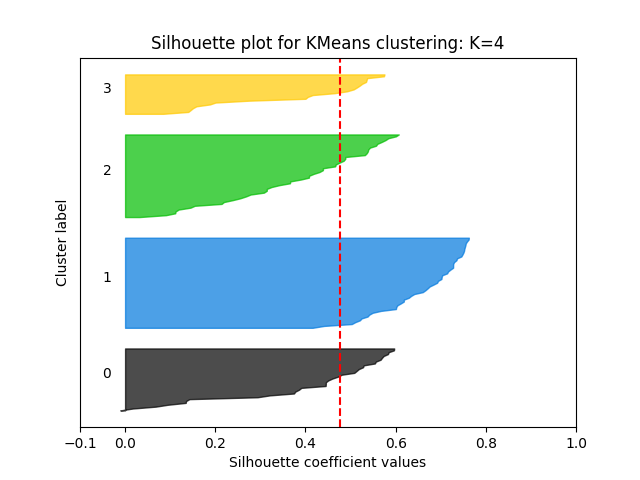 Silhouette plot for KMeans clustering: K=4
3
2
1
0
Cluster label
−0.1 0.0 0.2 0.4 0.6 0.8 1.0
Silhouette coefficient values